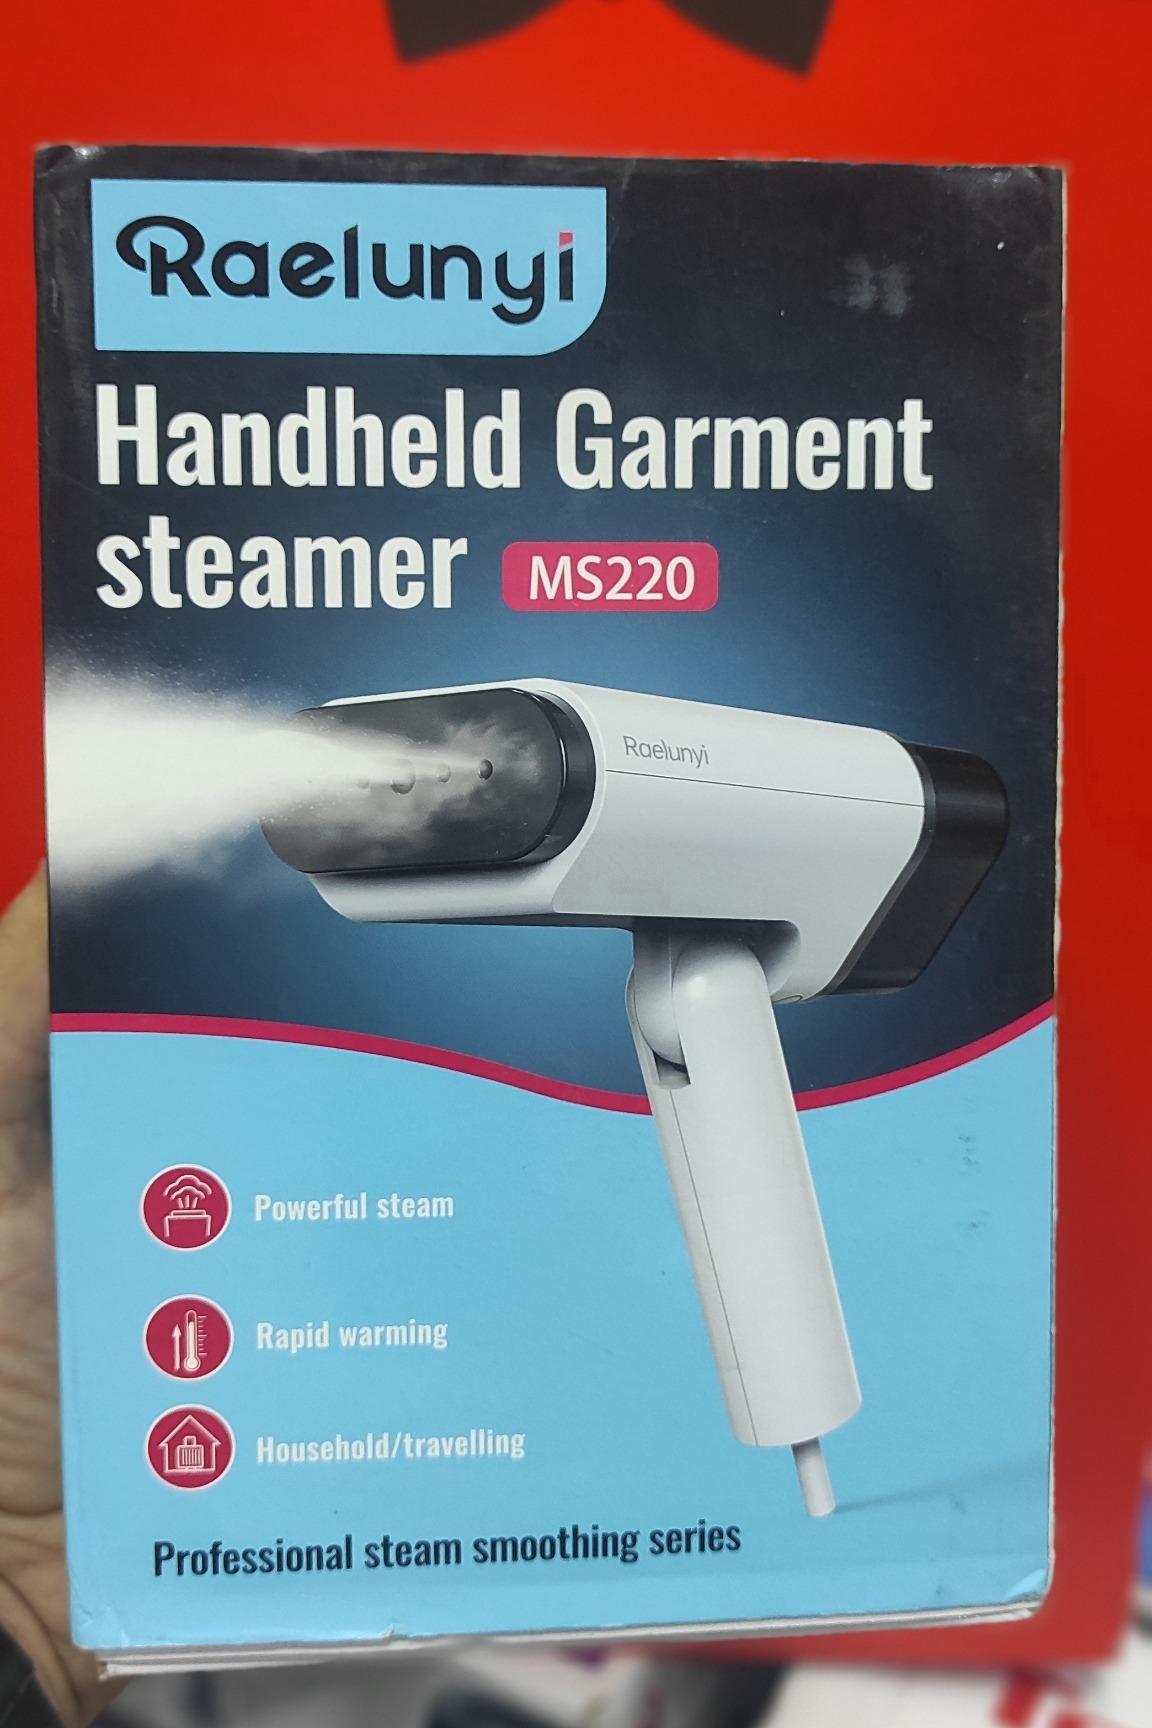 Raelunyi
Handheld Garment
steamer MS220
Raelunyi
Powerful steam
Rapid warming
Household/travelling
Professional steam smoothing series